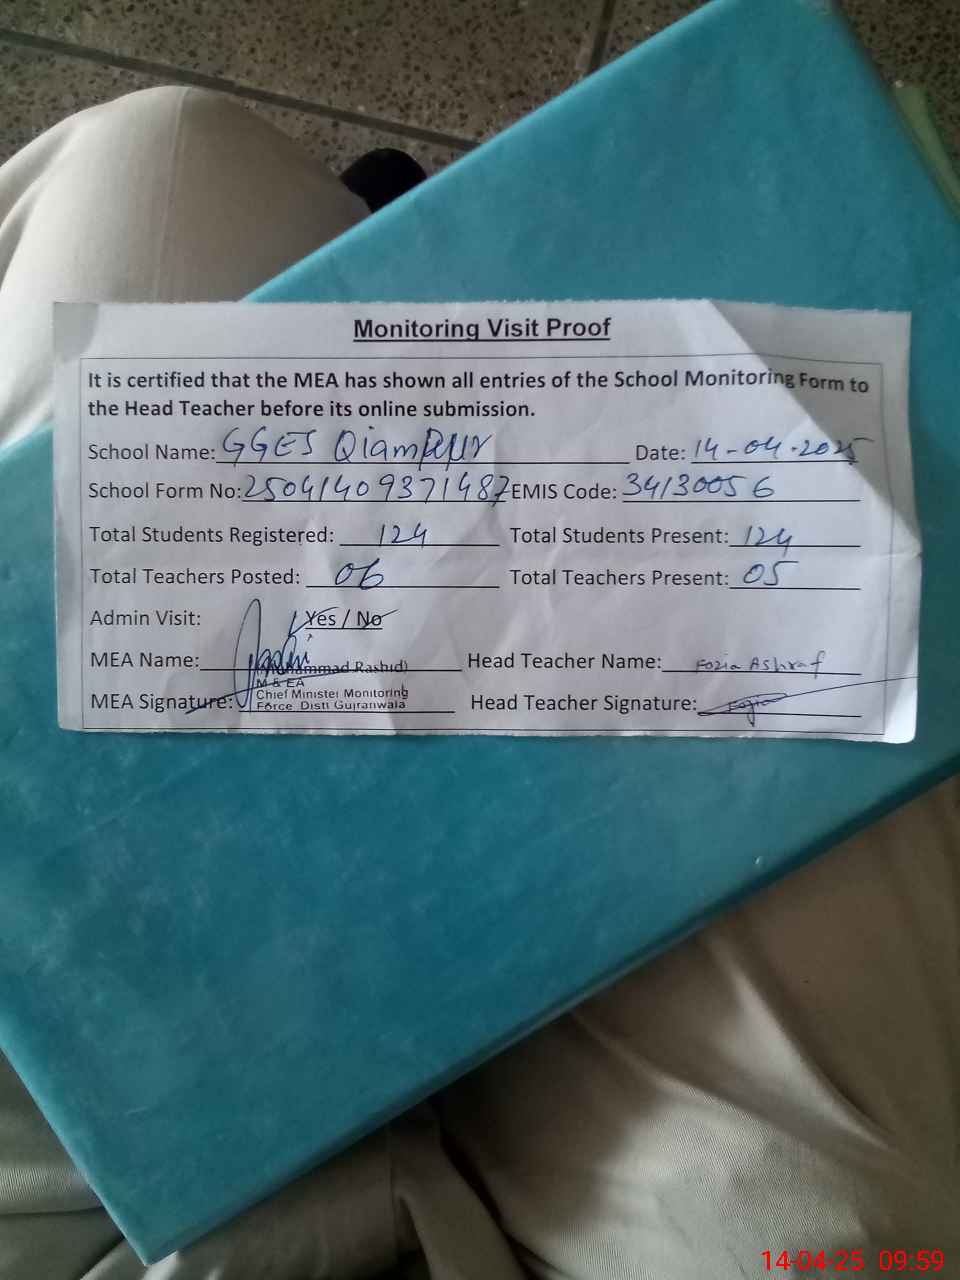 Monitoring Visit Proof
It is certified that the MEA has shown all entries of the School Monitoring Form to
the Head Teacher before its online submission.
School Name: GGES Qiampur Date: 14-04-2025
School Form No: 2504140937148 7 EMIS Code: 34130056
Total Students Registered: 124 Total Students Present: 124
Total Teachers Posted: 06 Total Teachers Present: 05
Admin Visit: Yes / No
MEA Name: (Muhammad Rashid) Head Teacher Name: Fozia Ashraf
M & EA
Chief Minister Monitoring
MEA Signature: Force Distt Gujranwala Head Teacher Signature: Fozia
14-04-25 09:59